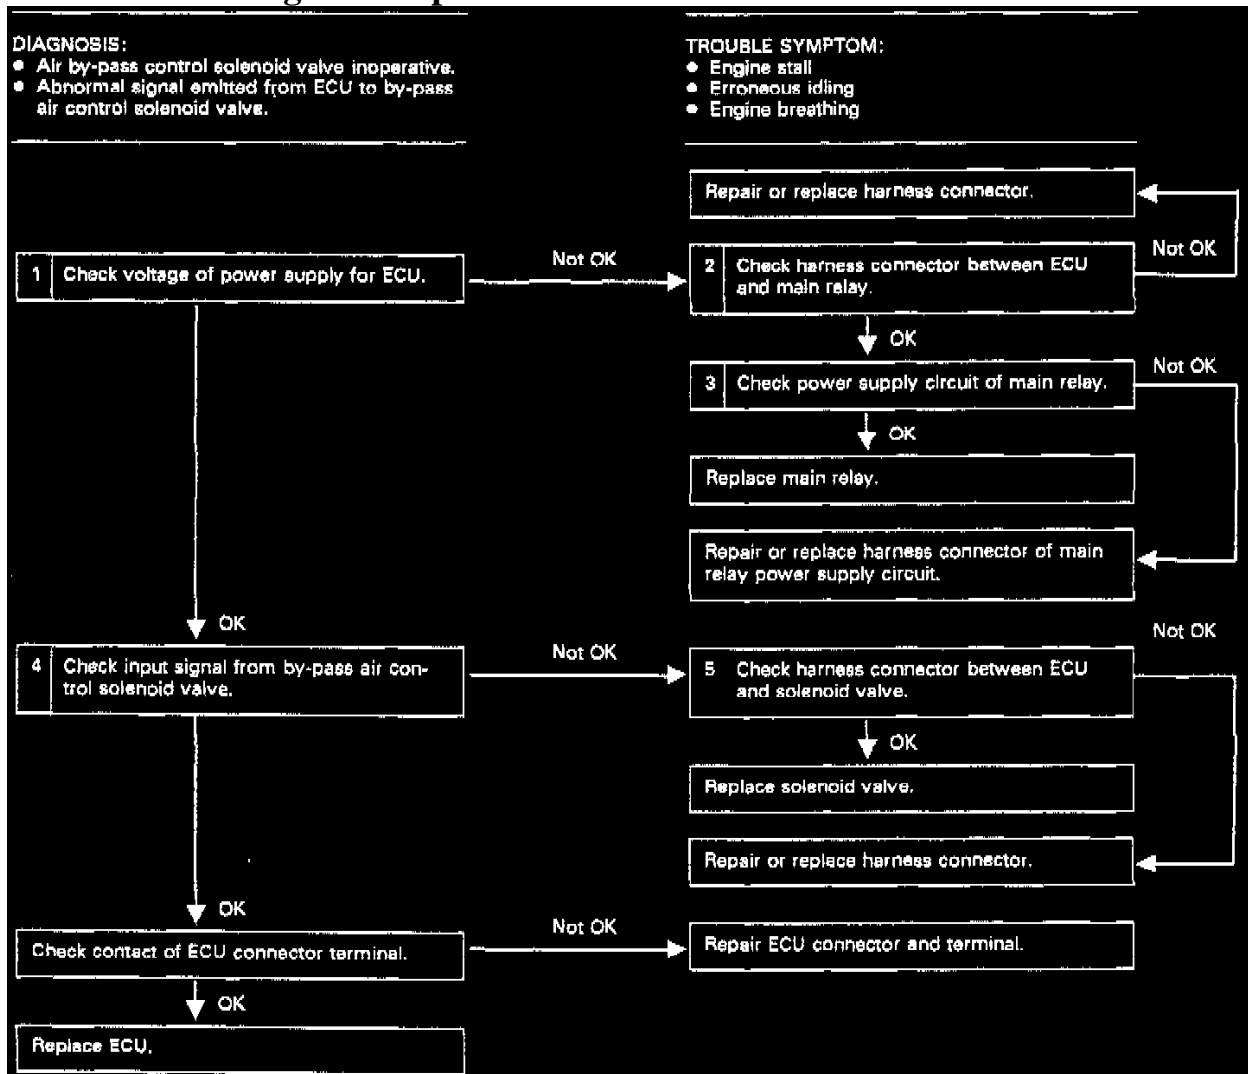 DIAGNOSIS:
● Air by-pass control solenoid valve inoperative.
● Abnormal signal emitted from ECU to by-pass
air control solenoid valve.
TROUBLE SYMPTOM:
● Engine stall
● Erroneous idling
● Engine breathing
Repair or replace harness connector.
1 Check voltage of power supply for ECU.
Not OK
2 Check harness connector between ECU
and main relay.
Not OK
OK
3 Check power supply circuit of main relay.
Not OK
OK
Replace main relay.
Repair or replace harness connector of main
relay power supply circuit.
OK
4 Check input signal from by-pass air con-
trol solenoid valve.
Not OK
5 Check harness connector between ECU
and solenoid valve.
Not OK
OK
Replace solenoid valve.
Repair or replace harness connector.
OK
Check contact of ECU connector terminal.
Not OK
Repair ECU connector and terminal.
OK
Replace ECU.